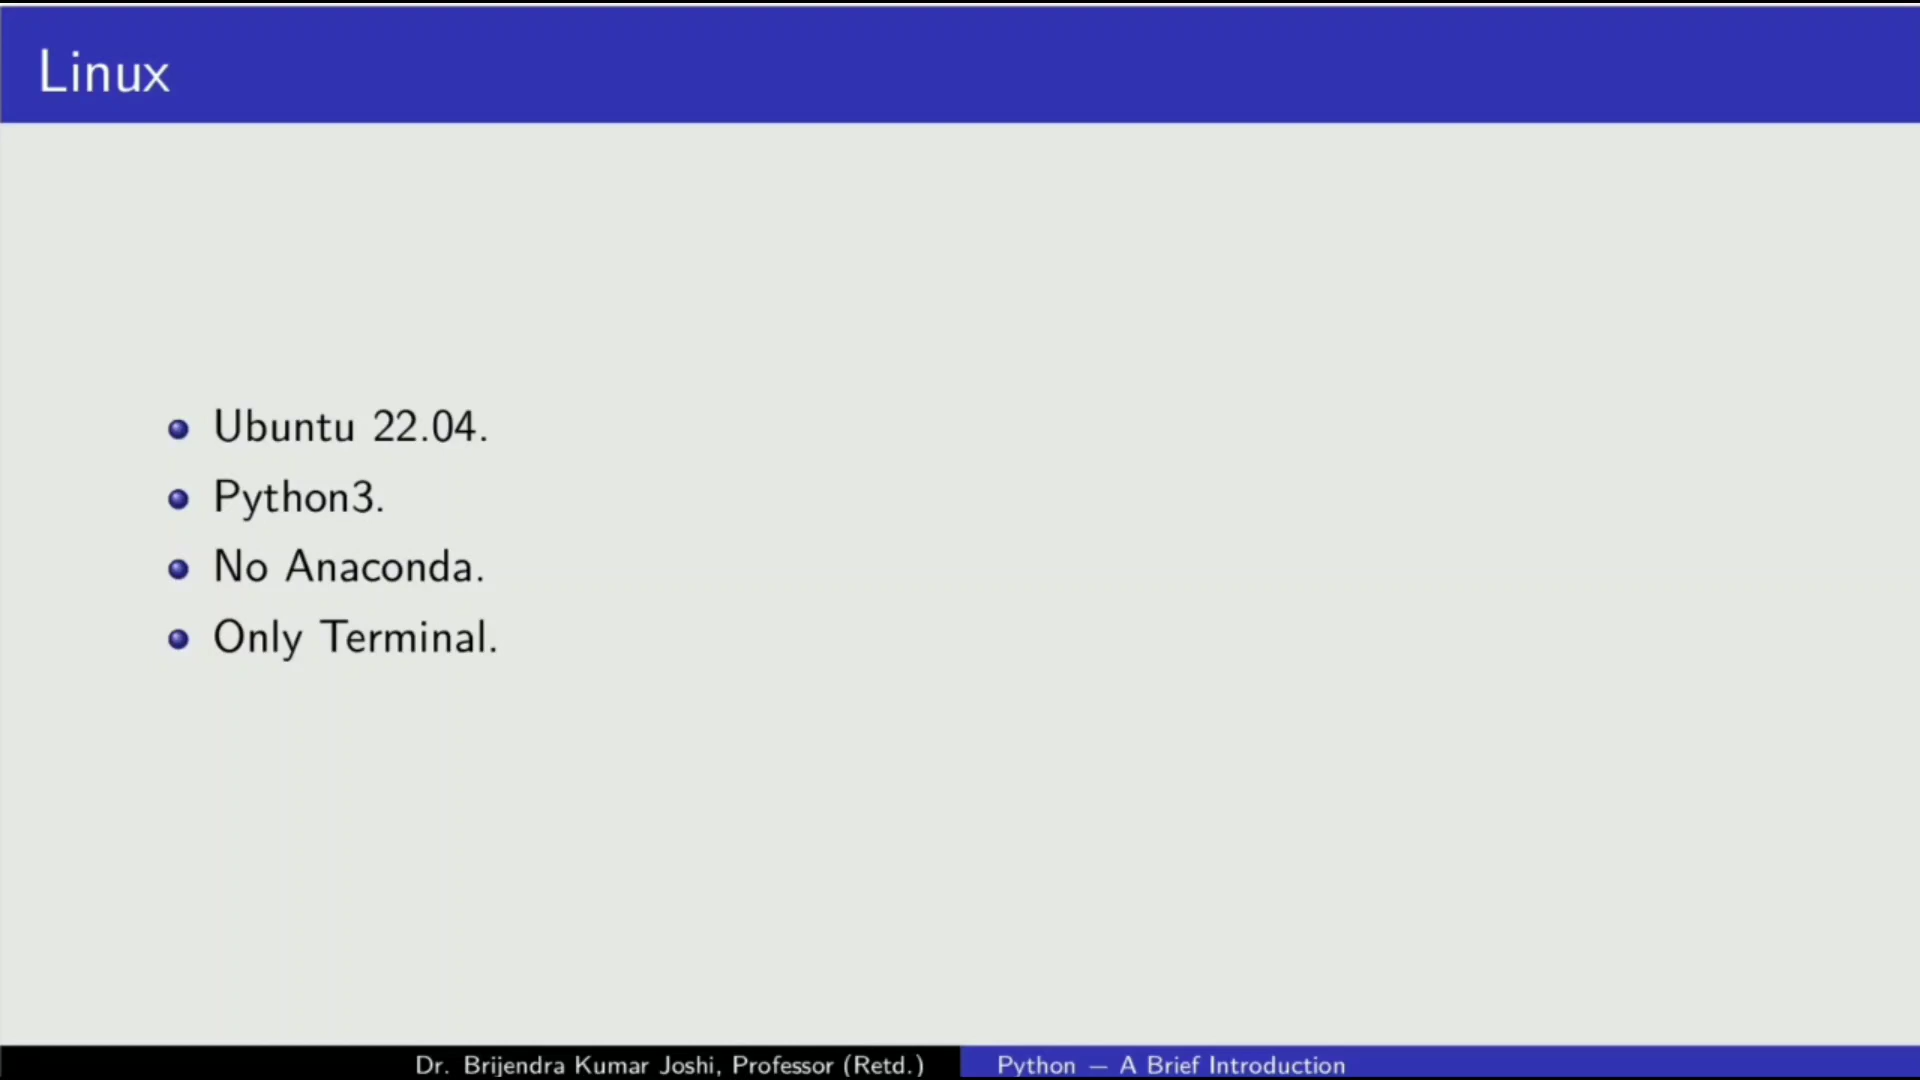 Linux
Ubuntu 22.04.
Python3.
No Anaconda.
Only Terminal.
Dr. Brijendra Kumar Joshi, Professor (Retd.)
Python — A Brief Introduction